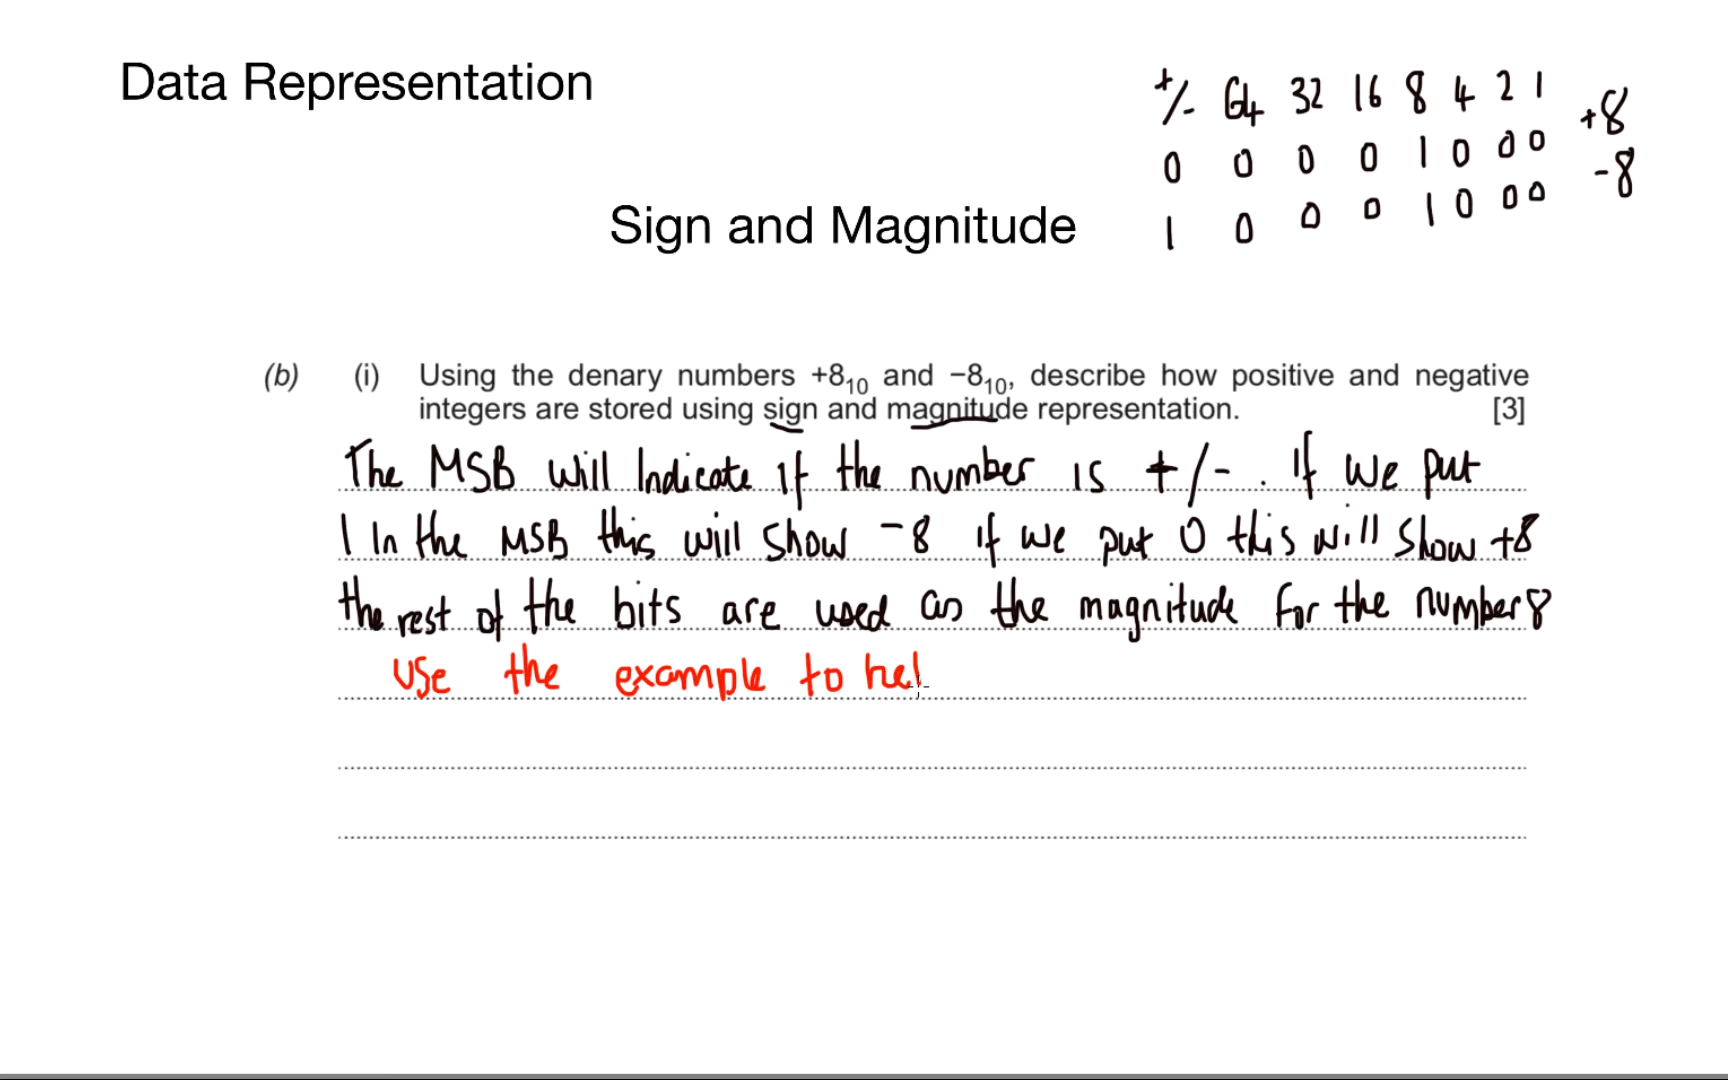 Data Representation
+/- 64 32 16 8 4 2 1
0 0 0 0 1 0 0 0 +8
1 0 0 0 1 0 0 0 -8
Sign and Magnitude
(b) (i) Using the denary numbers +8₁₀ and −8₁₀, describe how positive and negative
integers are stored using sign and magnitude representation. [3]
The MSB will Indicate if the number is +/- . If we put
1 In the MSB this will show -8 if we put 0 this will show +8
the rest of the bits are used as the magnitude for the number 8
Use the example to hel